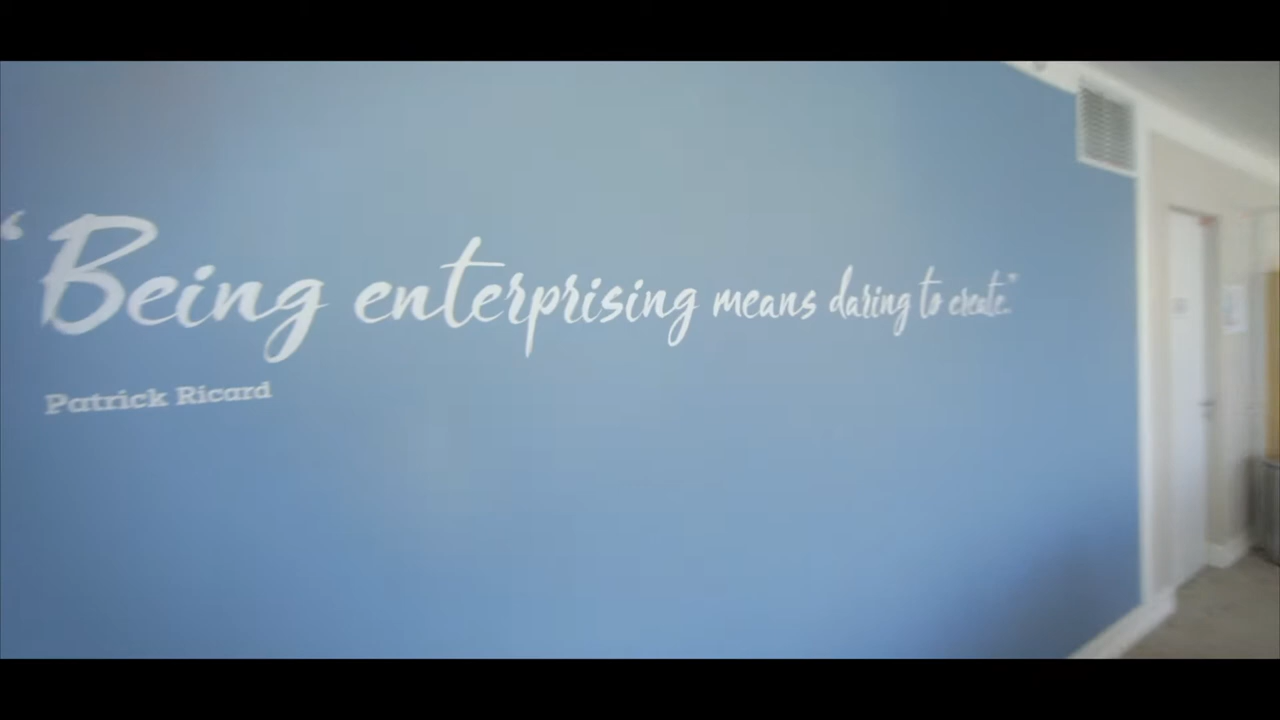 “Being enterprising means daring to create.”
Patrick Ricard